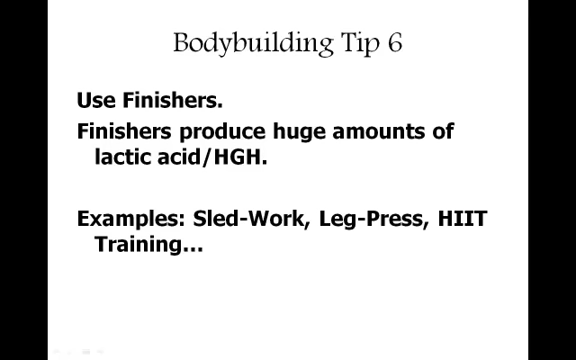 Bodybuilding Tip 6
Use Finishers.
Finishers produce huge amounts of
lactic acid/HGH.
Examples: Sled-Work, Leg-Press, HIIT
Training...